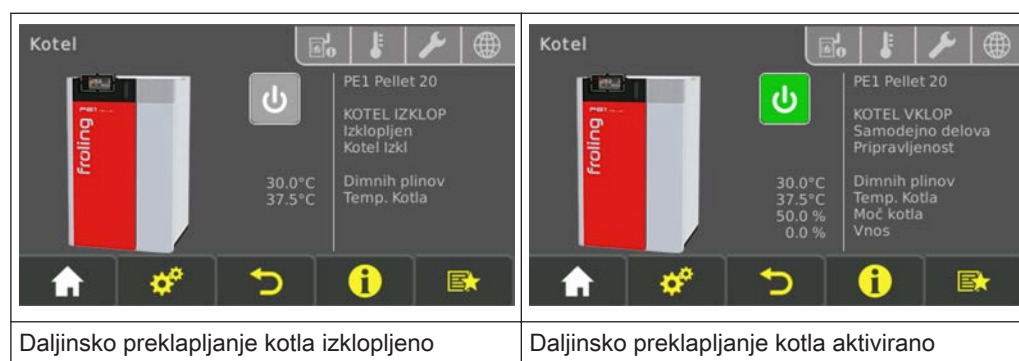 Kotel
PE1 Pellet 20
KOTEL IZKLOP
Izklopljen
Kotel Izkl
30.0°C Dimnih plinov
37.5°C Temp. Kotla
froling
Daljinsko preklapljanje kotla izklopljeno
Kotel
PE1 Pellet 20
KOTEL VKLOP
Samodejno delova
Pripravljenost
30.0°C Dimnih plinov
37.5°C Temp. Kotla
50.0 % Moč kotla
0.0 % Vnos
froling
Daljinsko preklapljanje kotla aktivirano